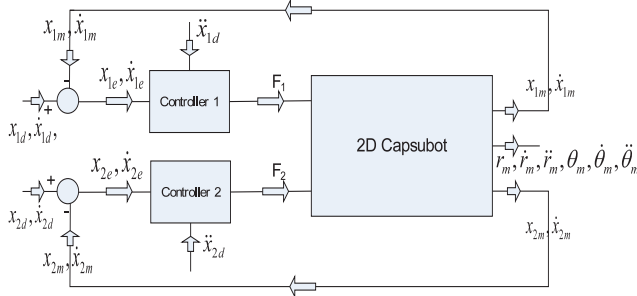 x₁ₘ, ẋ₁ₘ
ẍ₁d
-
x₁ₑ, ẋ₁ₑ
+
x₁d, ẋ₁d,
Controller 1
F₁
2D Capsubot
x₁ₘ, ẋ₁ₘ
rₘ, ṙₘ, r̈ₘ, θₘ, θ̇ₘ, θ̈ₘ
+
x₂ₑ, ẋ₂ₑ
x₂d, ẋ₂d
-
Controller 2
F₂
x₂ₘ, ẋ₂ₘ
ẍ₂d
x₂ₘ, ẋ₂ₘ